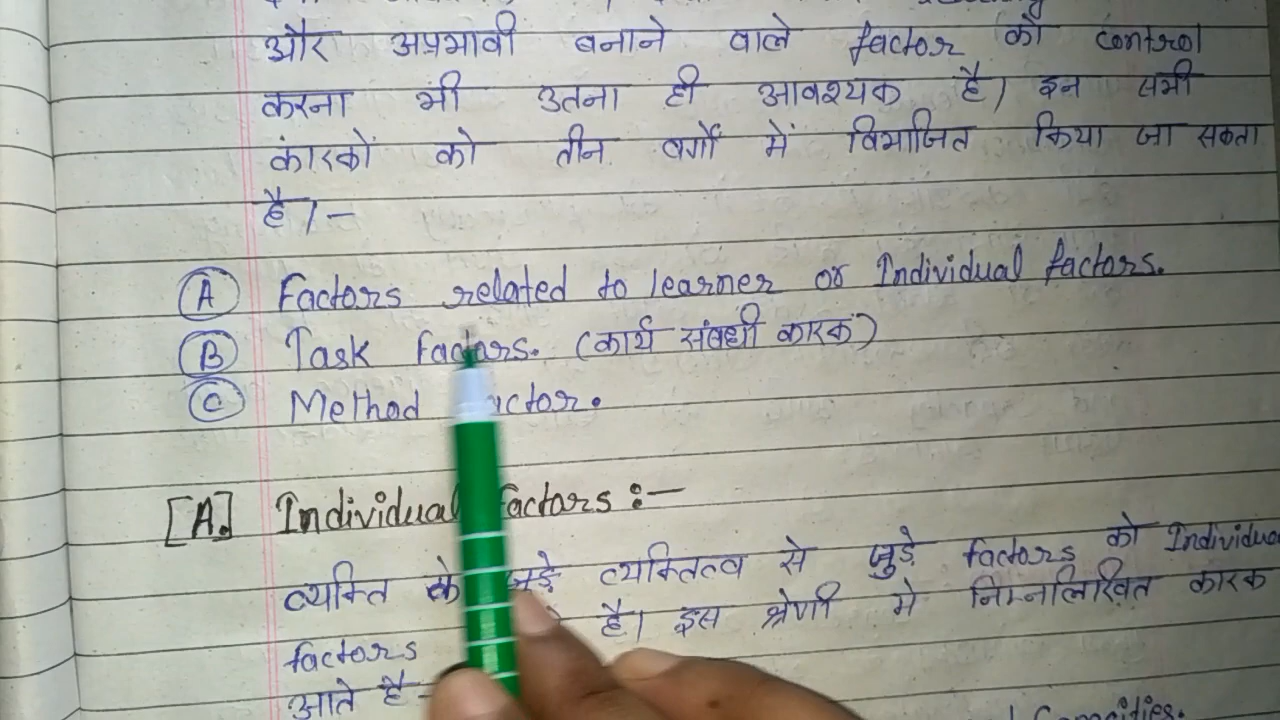 और अप्रभावी बनाने वाले factor को control
करना भी उतना ही आवश्यक है। इन सभी
कांरकों को तीन वर्गों में विभाजित किया जा सकता
है।-
(A) Factors related to learner or Individual factors.
(B) Task factors. (कार्य संबंधी कारक)
(C) Method
[A.] Individual factors :-
व्यक्ति के व्यक्तित्व से जुड़े factors को Individual
factors है। इस श्रेणी मे निम्नलिखित कारक
आते है-